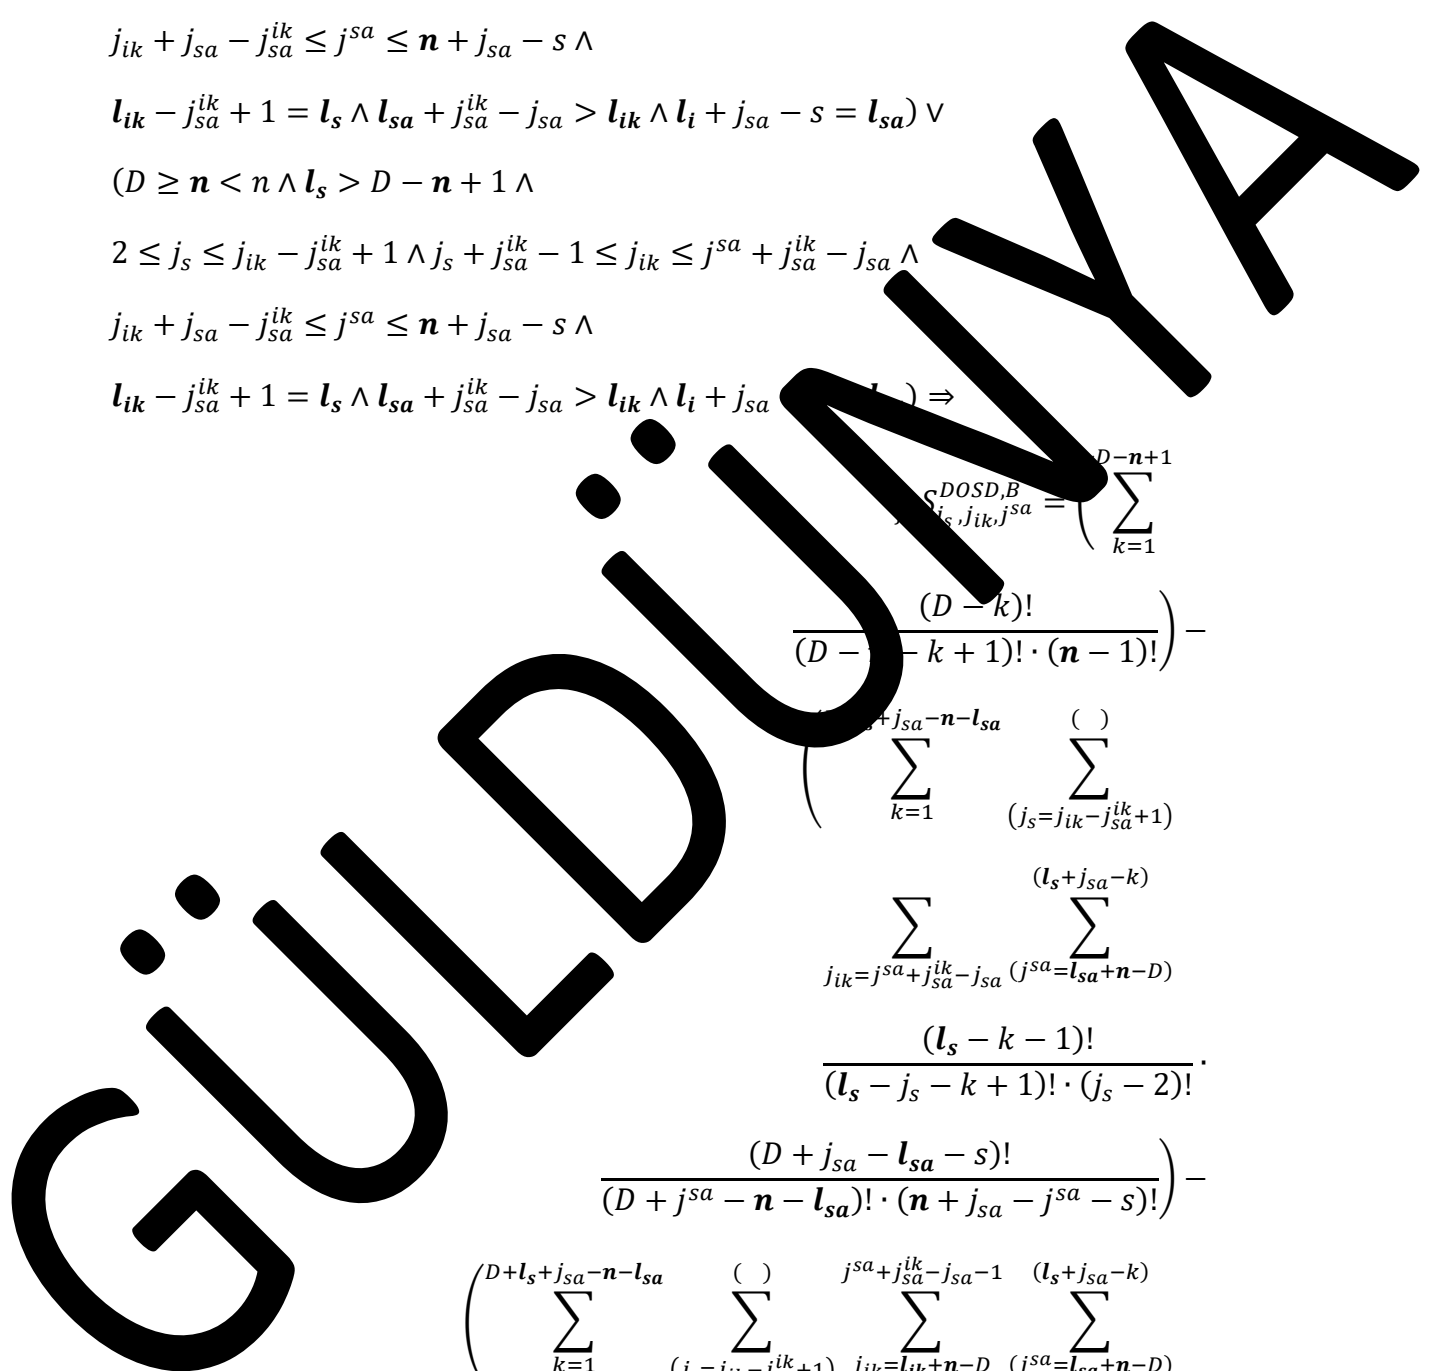 j_{ik} + j_{sa} − j_{sa}^{ik} ≤ j^{sa} ≤ n + j_{sa} − s ∧
l_{ik} − j_{sa}^{ik} + 1 = l_s ∧ l_{sa} + j_{sa}^{ik} − j_{sa} > l_{ik} ∧ l_i + j_{sa} − s = l_{sa}) ∨
(D ≥ n < n ∧ l_s > D − n + 1 ∧
2 ≤ j_s ≤ j_{ik} − j_{sa}^{ik} + 1 ∧ j_s + j_{sa}^{ik} − 1 ≤ j_{ik} ≤ j^{sa} + j_{sa}^{ik} − j_{sa} ∧
j_{ik} + j_{sa} − j_{sa}^{ik} ≤ j^{sa} ≤ n + j_{sa} − s ∧
l_{ik} − j_{sa}^{ik} + 1 = l_s ∧ l_{sa} + j_{sa}^{ik} − j_{sa} > l_{ik} ∧ l_i + j_{sa} ) ⇒
S_{j_s,j_{ik},j^{sa}}^{DOSD,B} = ( ∑_{k=1}^{D−n+1}
(D − k)! / (D − − k + 1)! · (n − 1)! ) −
( ∑_{k=1}^{+j_{sa}−n−l_{sa}} ∑_{(j_s=j_{ik}−j_{sa}^{ik}+1)}^{( )}
∑_{j_{ik}=j^{sa}+j_{sa}^{ik}−j_{sa}} ∑_{(j^{sa}=l_{sa}+n−D)}^{(l_s+j_{sa}−k)}
(l_s − k − 1)! / (l_s − j_s − k + 1)! · (j_s − 2)! ·
(D + j_{sa} − l_{sa} − s)! / (D + j^{sa} − n − l_{sa})! · (n + j_{sa} − j^{sa} − s)! ) −
( ∑_{k=1}^{D+l_s+j_{sa}−n−l_{sa}} ∑_{(j_s=j_{ik}−j_{sa}^{ik}+1)}^{( )} ∑_{j_{ik}=l_{ik}+n−D}^{j^{sa}+j_{sa}^{ik}−j_{sa}−1} ∑_{(j^{sa}=l_{sa}+n−D)}^{(l_s+j_{sa}−k)}
GÜLDÜNYA